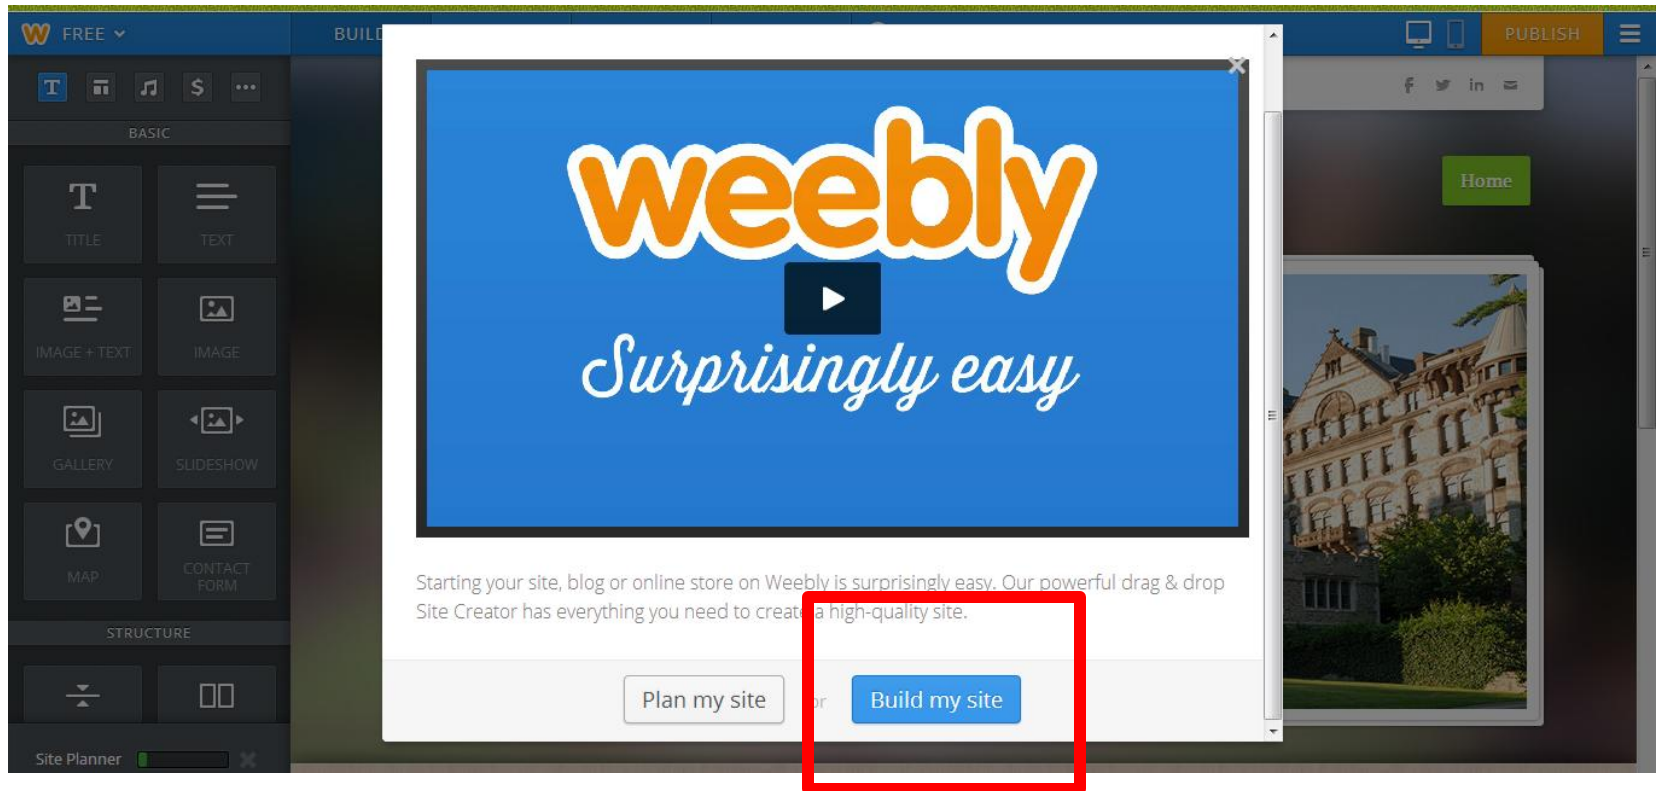 FREE
BUILD
PUBLISH
T
$
BASIC
T
TITLE
TEXT
IMAGE + TEXT
IMAGE
GALLERY
SLIDESHOW
MAP
CONTACT
FORM
STRUCTURE
Site Planner
weebly
Surprisingly easy
Starting your site, blog or online store on Weebly is surprisingly easy. Our powerful drag & drop
Site Creator has everything you need to create a high-quality site.
Plan my site
or
Build my site
f
in
Home